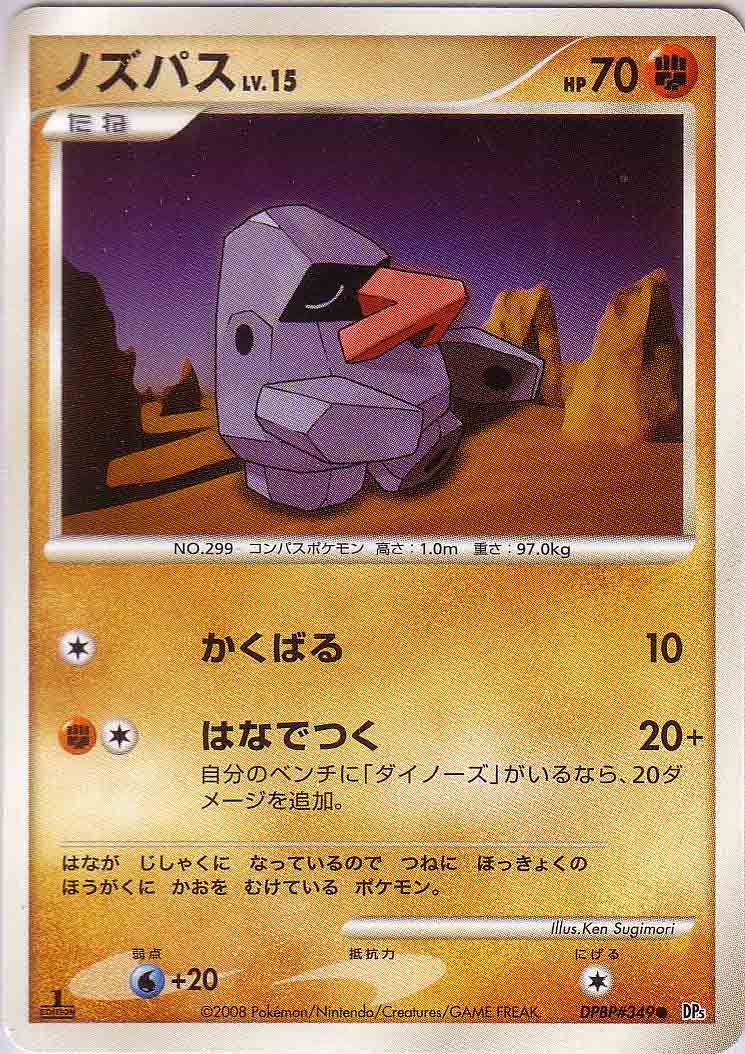 ノズパス LV.15 HP 70
たね
NO.299 コンパスポケモン 高さ:1.0m 重さ:97.0kg
かくばる 10
はなでつく 20+
自分のベンチに「ダイノーズ」がいるなら、20ダ
メージを追加。
はなが じしゃくに なっているので つねに ほっきょくの
ほうがくに かおを むけている ポケモン。
Illus.Ken Sugimori
弱点 抵抗力 にげる
+20
1 EDITION ©2008 Pokémon/Nintendo/Creatures/GAME FREAK. DPBP#349 DPs